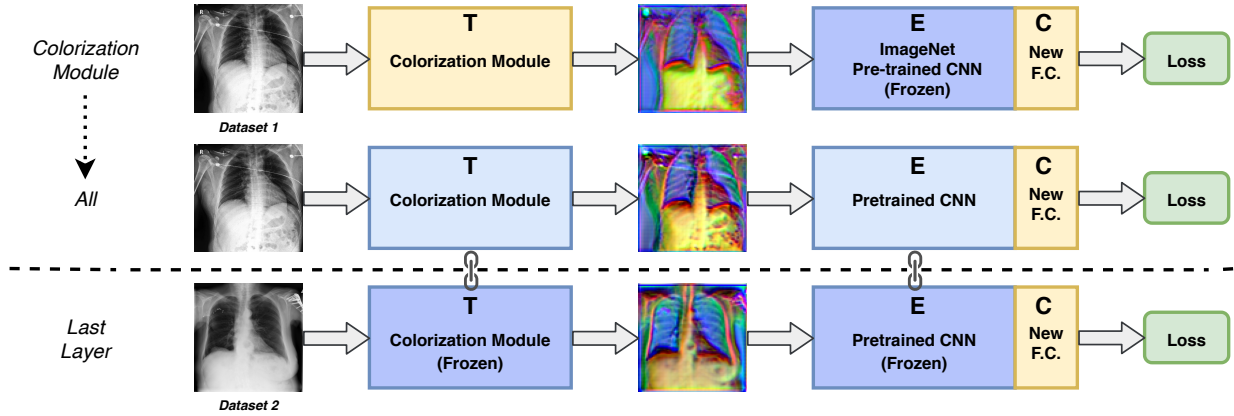 Colorization
Module
T
Colorization Module
E
ImageNet
Pre-trained CNN
(Frozen)
C
New
F.C.
Loss
Dataset 1
All
T
Colorization Module
E
Pretrained CNN
C
New
F.C.
Loss
Last
Layer
T
Colorization Module
(Frozen)
E
Pretrained CNN
(Frozen)
C
New
F.C.
Loss
Dataset 2